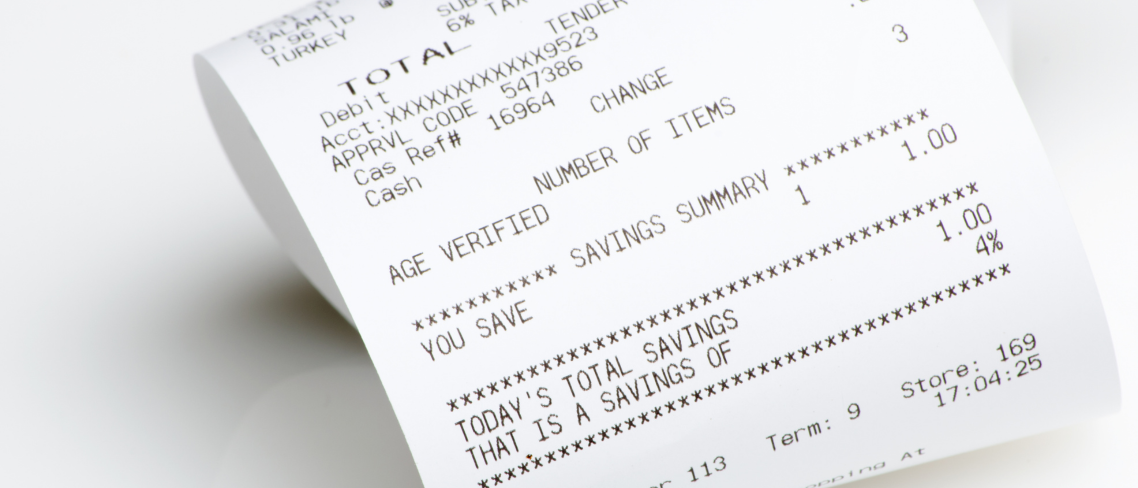 SALAMI
0.96 lb
TURKEY
SUB
6% TAX
TOTAL
TENDER
Debit
Acct:XXXXXXXXXXXX9523
APPRVL CODE 547386
Cas Ref# 16964
Cash CHANGE
3
NUMBER OF ITEMS
AGE VERIFIED
*********** SAVINGS SUMMARY ***********
YOU SAVE 1 1.00
****************************************
TODAY'S TOTAL SAVINGS 1.00
THAT IS A SAVINGS OF 4%
****************************************
113 Term: 9 Store: 169
17:04:25
At